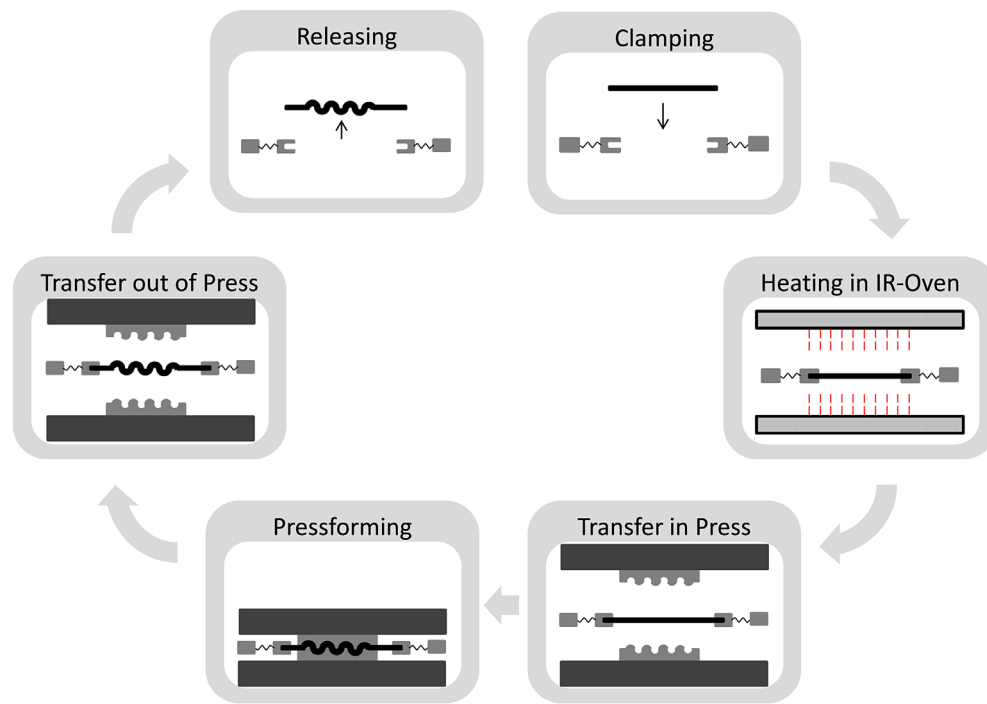 Releasing
Clamping
Transfer out of Press
Heating in IR-Oven
Pressforming
Transfer in Press